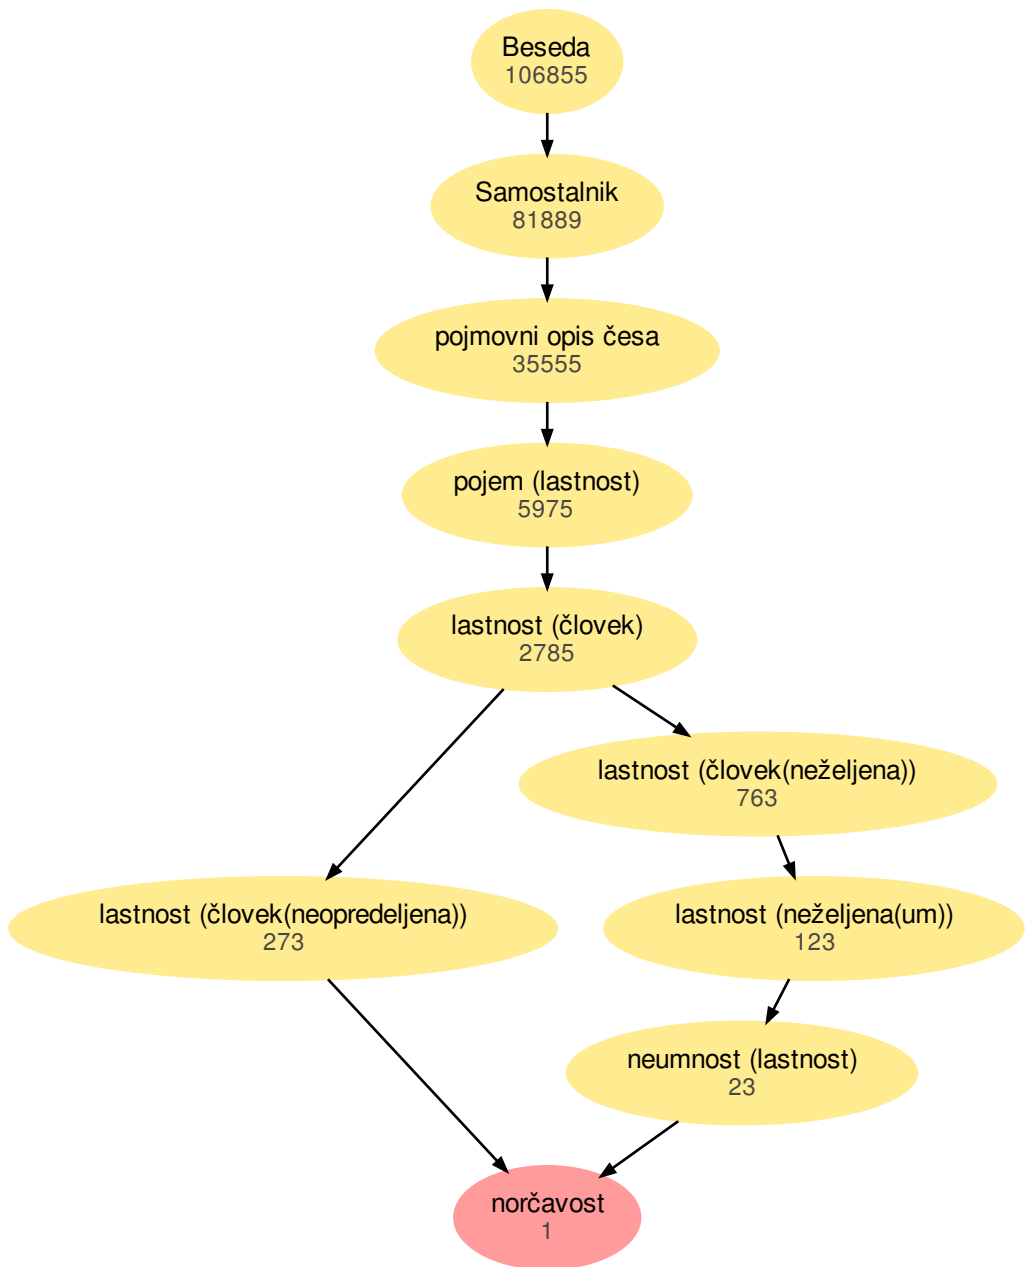 Beseda
106855
Samostalnik
81889
pojmovni opis česa
35555
pojem (lastnost)
5975
lastnost (človek)
2785
lastnost (človek(neželjena))
763
lastnost (človek(neopredeljena))
273
lastnost (neželjena(um))
123
neumnost (lastnost)
23
norčavost
1